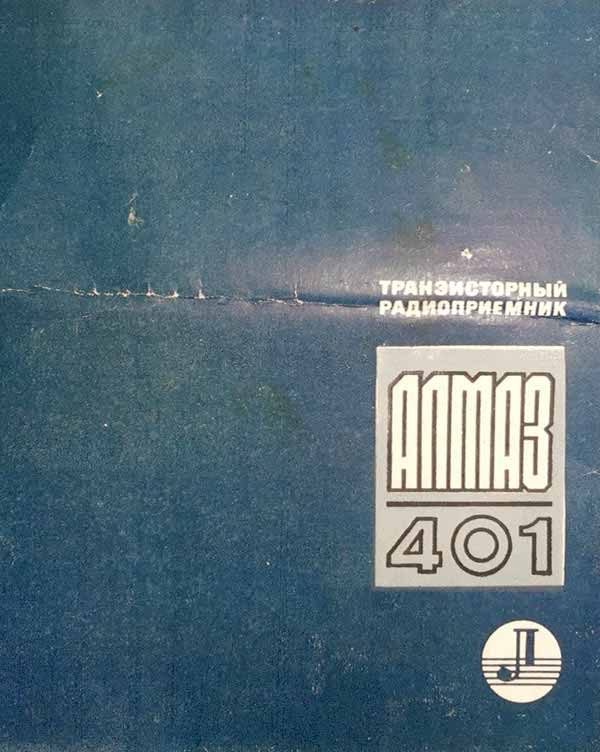 ТРАНЗИСТОРНЫЙ
РАДИОПРИЕМНИК
АЛМАЗ
401
Л